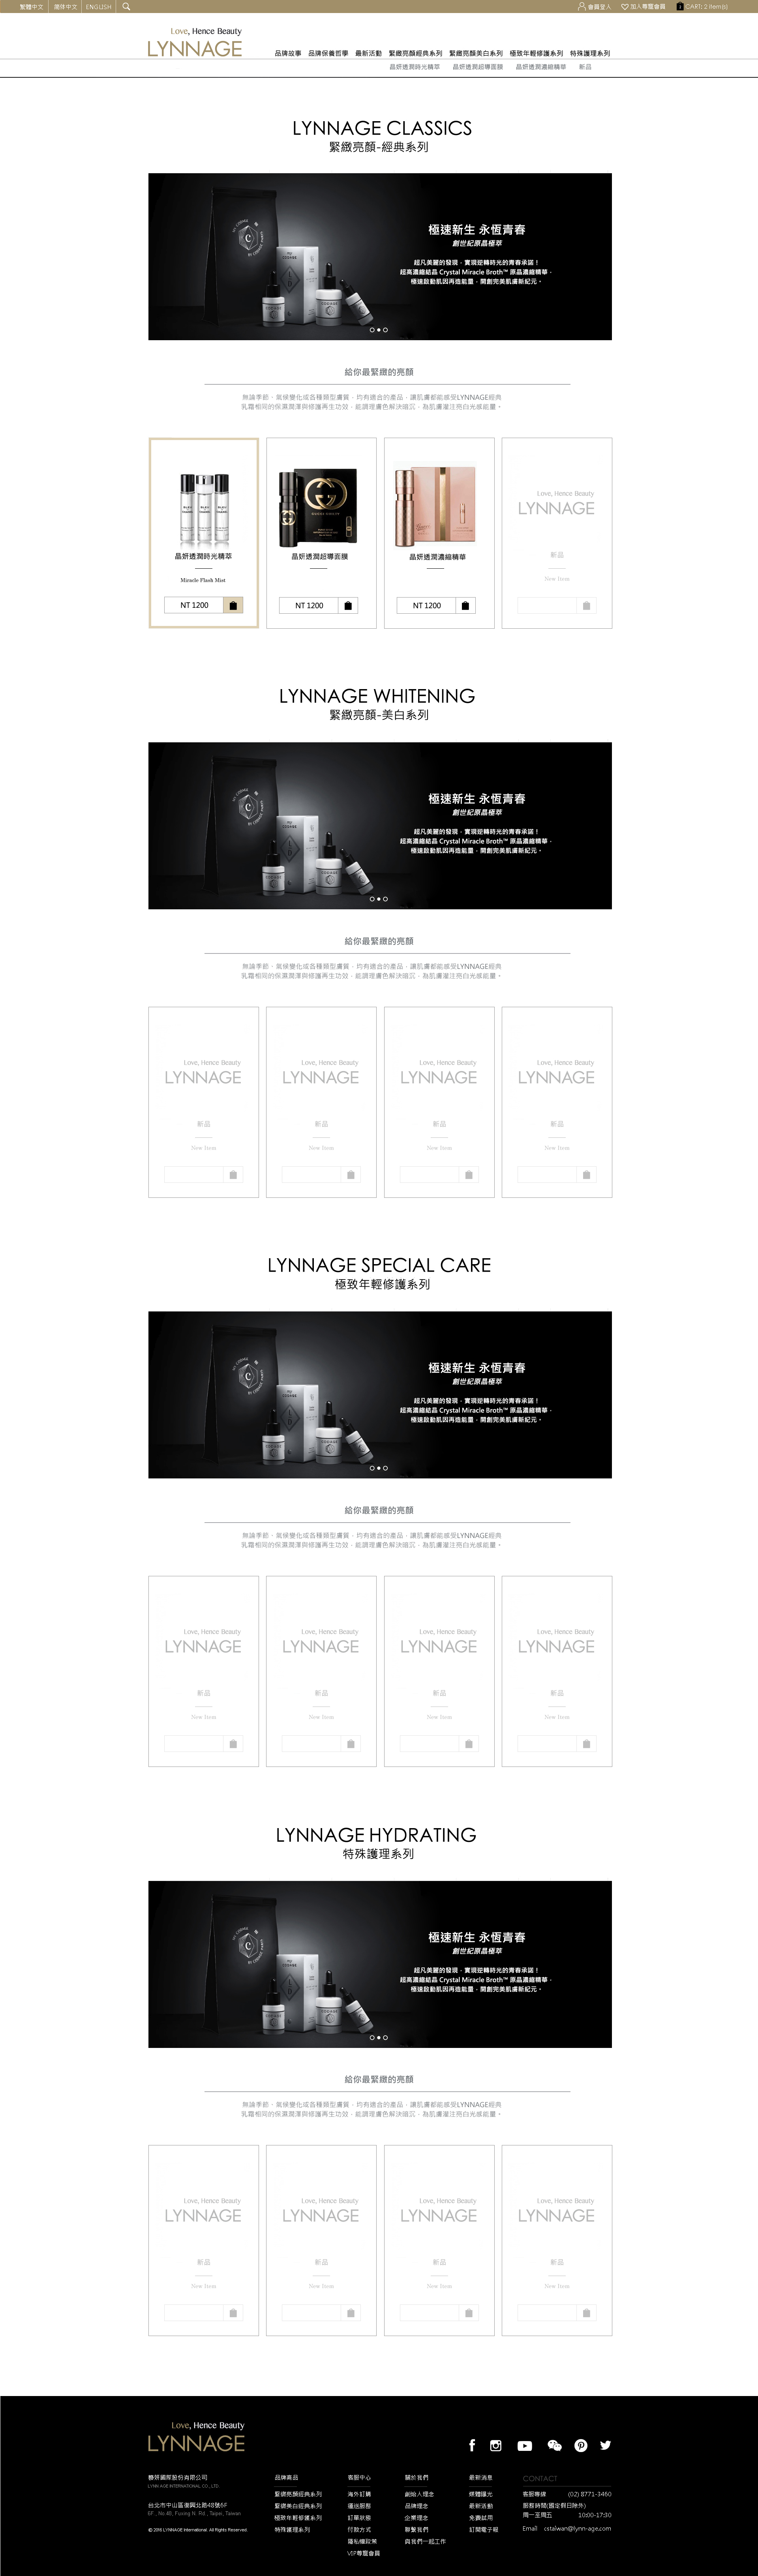 繁體中文
簡体中文
ENGLISH
會員登入
加入尊寵會員
CART: 2 item(s)
Love, Hence Beauty
LYNNAGE
品牌故事 品牌保養哲學 最新活動 緊緻亮顏經典系列 緊緻亮顏美白系列 極致年輕修護系列 特殊護理系列
晶妍透潤時光精萃 晶妍透潤超導面膜 晶妍透潤濃縮精華 新品
LYNNAGE CLASSICS
緊緻亮顏-經典系列
極速新生 永恆青春
創世紀原晶極萃
超凡美麗的發現，實現逆轉時光的青春承諾！
超高濃縮結晶 Crystal Miracle Broth™ 原晶濃縮精華，
極速啟動肌因再造能量，開創完美肌膚新紀元。
給你最緊緻的亮顏
無論季節、氣候變化或各種類型膚質，均有適合的產品，讓肌膚都能感受LYNNAGE經典
乳霜相同的保濕潤澤與修護再生功效，能調理膚色解決暗沉，為肌膚灌注亮白光感能量。
晶妍透潤時光精萃
Miracle Flash Mist
NT 1200
晶妍透潤超導面膜
NT 1200
晶妍透潤濃縮精華
NT 1200
Love, Hence Beauty
LYNNAGE
新品
New Item
LYNNAGE WHITENING
緊緻亮顏-美白系列
極速新生 永恆青春
創世紀原晶極萃
超凡美麗的發現，實現逆轉時光的青春承諾！
超高濃縮結晶 Crystal Miracle Broth™ 原晶濃縮精華，
極速啟動肌因再造能量，開創完美肌膚新紀元。
給你最緊緻的亮顏
無論季節、氣候變化或各種類型膚質，均有適合的產品，讓肌膚都能感受LYNNAGE經典
乳霜相同的保濕潤澤與修護再生功效，能調理膚色解決暗沉，為肌膚灌注亮白光感能量。
Love, Hence Beauty Love, Hence Beauty Love, Hence Beauty Love, Hence Beauty
LYNNAGE LYNNAGE LYNNAGE LYNNAGE
新品 新品 新品 新品
New Item New Item New Item New Item
LYNNAGE SPECIAL CARE
極致年輕修護系列
極速新生 永恆青春
創世紀原晶極萃
超凡美麗的發現，實現逆轉時光的青春承諾！
超高濃縮結晶 Crystal Miracle Broth™ 原晶濃縮精華，
極速啟動肌因再造能量，開創完美肌膚新紀元。
給你最緊緻的亮顏
無論季節、氣候變化或各種類型膚質，均有適合的產品，讓肌膚都能感受LYNNAGE經典
乳霜相同的保濕潤澤與修護再生功效，能調理膚色解決暗沉，為肌膚灌注亮白光感能量。
Love, Hence Beauty Love, Hence Beauty Love, Hence Beauty Love, Hence Beauty
LYNNAGE LYNNAGE LYNNAGE LYNNAGE
新品 新品 新品 新品
New Item New Item New Item New Item
LYNNAGE HYDRATING
特殊護理系列
極速新生 永恆青春
創世紀原晶極萃
超凡美麗的發現，實現逆轉時光的青春承諾！
超高濃縮結晶 Crystal Miracle Broth™ 原晶濃縮精華，
極速啟動肌因再造能量，開創完美肌膚新紀元。
給你最緊緻的亮顏
無論季節、氣候變化或各種類型膚質，均有適合的產品，讓肌膚都能感受LYNNAGE經典
乳霜相同的保濕潤澤與修護再生功效，能調理膚色解決暗沉，為肌膚灌注亮白光感能量。
Love, Hence Beauty Love, Hence Beauty Love, Hence Beauty Love, Hence Beauty
LYNNAGE LYNNAGE LYNNAGE LYNNAGE
新品 新品 新品 新品
New Item New Item New Item New Item
Love, Hence Beauty
LYNNAGE
國際股份有限公司
LYNN AGE INTERNATIONAL CO., LTD.
台北市中山區復興北路48號6F
6F., No.48, Fuxing N. Rd., Taipei, Taiwan
© 2016 LYNNAGE International. All Rights Reserved.
品牌商品
緊緻亮顏經典系列
緊緻美白經典系列
極致年輕修護系列
特殊護理系列
客服中心
海外訂購
運送服務
訂單狀態
付款方式
隱私權政策
VIP尊寵會員
關於我們
創始人理念
品牌理念
企業理念
聯繫我們
與我們一起工作
最新消息
媒體曝光
最新活動
免費試用
訂閱電子報
CONTACT
客服專線 (02) 8771-3460
服務時間(國定假日除外)
周一至周五 10:00-17:30
Email cstaiwan@lynn-age.com